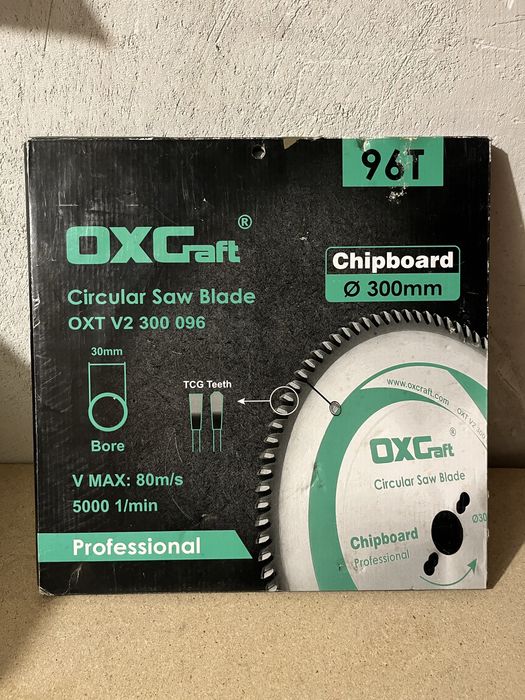 96T
OXCraft®
Chipboard
Ø 300mm
Circular Saw Blade
OXT V2 300 096
30mm
Bore
TCG Teeth
V MAX: 80m/s
5000 1/min
Professional
www.oxcraft.com
OXT V2 300
OXCraft®
Circular Saw Blade
Ø30
Chipboard
Professional